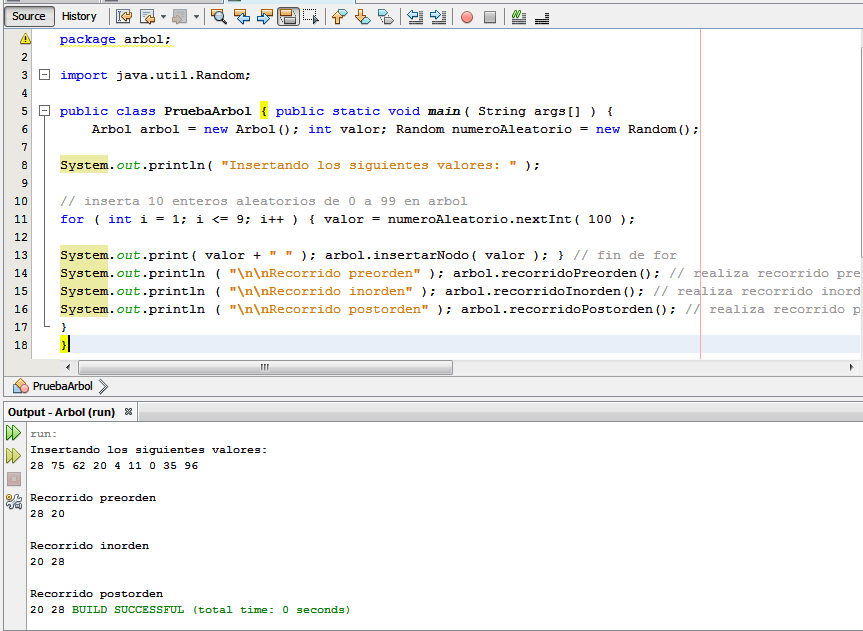 Source History
1 package arbol;
2
3 import java.util.Random;
4
5 public class PruebaArbol { public static void main( String args[] ) {
6 Arbol arbol = new Arbol(); int valor; Random numeroAleatorio = new Random();
7
8 System.out.println( "Insertando los siguientes valores: " );
9
10 // inserta 10 enteros aleatorios de 0 a 99 en arbol
11 for ( int i = 1; i <= 9; i++ ) { valor = numeroAleatorio.nextInt( 100 );
12
13 System.out.print( valor + " " ); arbol.insertarNodo( valor ); } // fin de for
14 System.out.println ( "\n\nRecorrido preorden" ); arbol.recorridoPreorden(); // realiza recorrido pre
15 System.out.println ( "\n\nRecorrido inorden" ); arbol.recorridoInorden(); // realiza recorrido inord
16 System.out.println ( "\n\nRecorrido postorden" ); arbol.recorridoPostorden(); // realiza recorrido p
17 }
18 }
PruebaArbol
Output - Arbol (run)
run:
Insertando los siguientes valores:
28 75 62 20 4 11 0 35 96
Recorrido preorden
28 20
Recorrido inorden
20 28
Recorrido postorden
20 28 BUILD SUCCESSFUL (total time: 0 seconds)